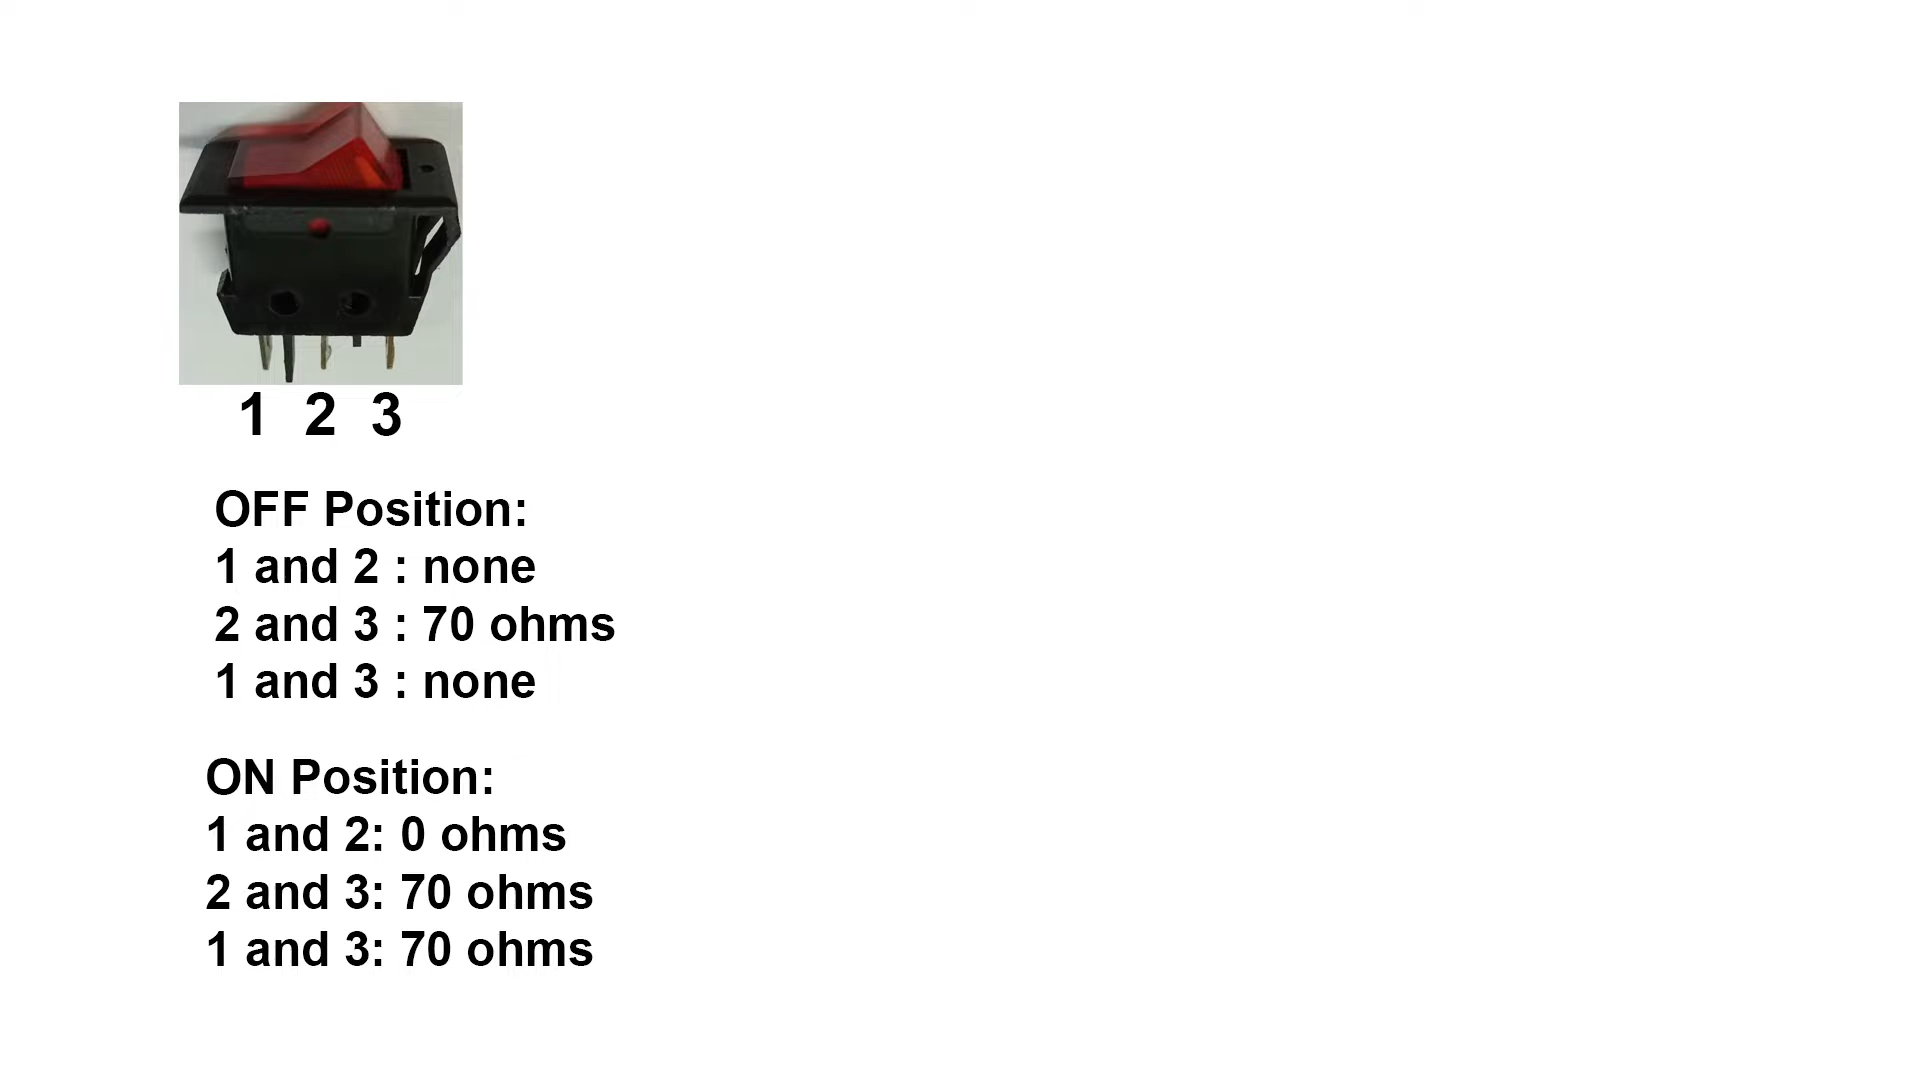 1 2 3
OFF Position:
1 and 2 : none
2 and 3 : 70 ohms
1 and 3 : none
ON Position:
1 and 2: 0 ohms
2 and 3: 70 ohms
1 and 3: 70 ohms